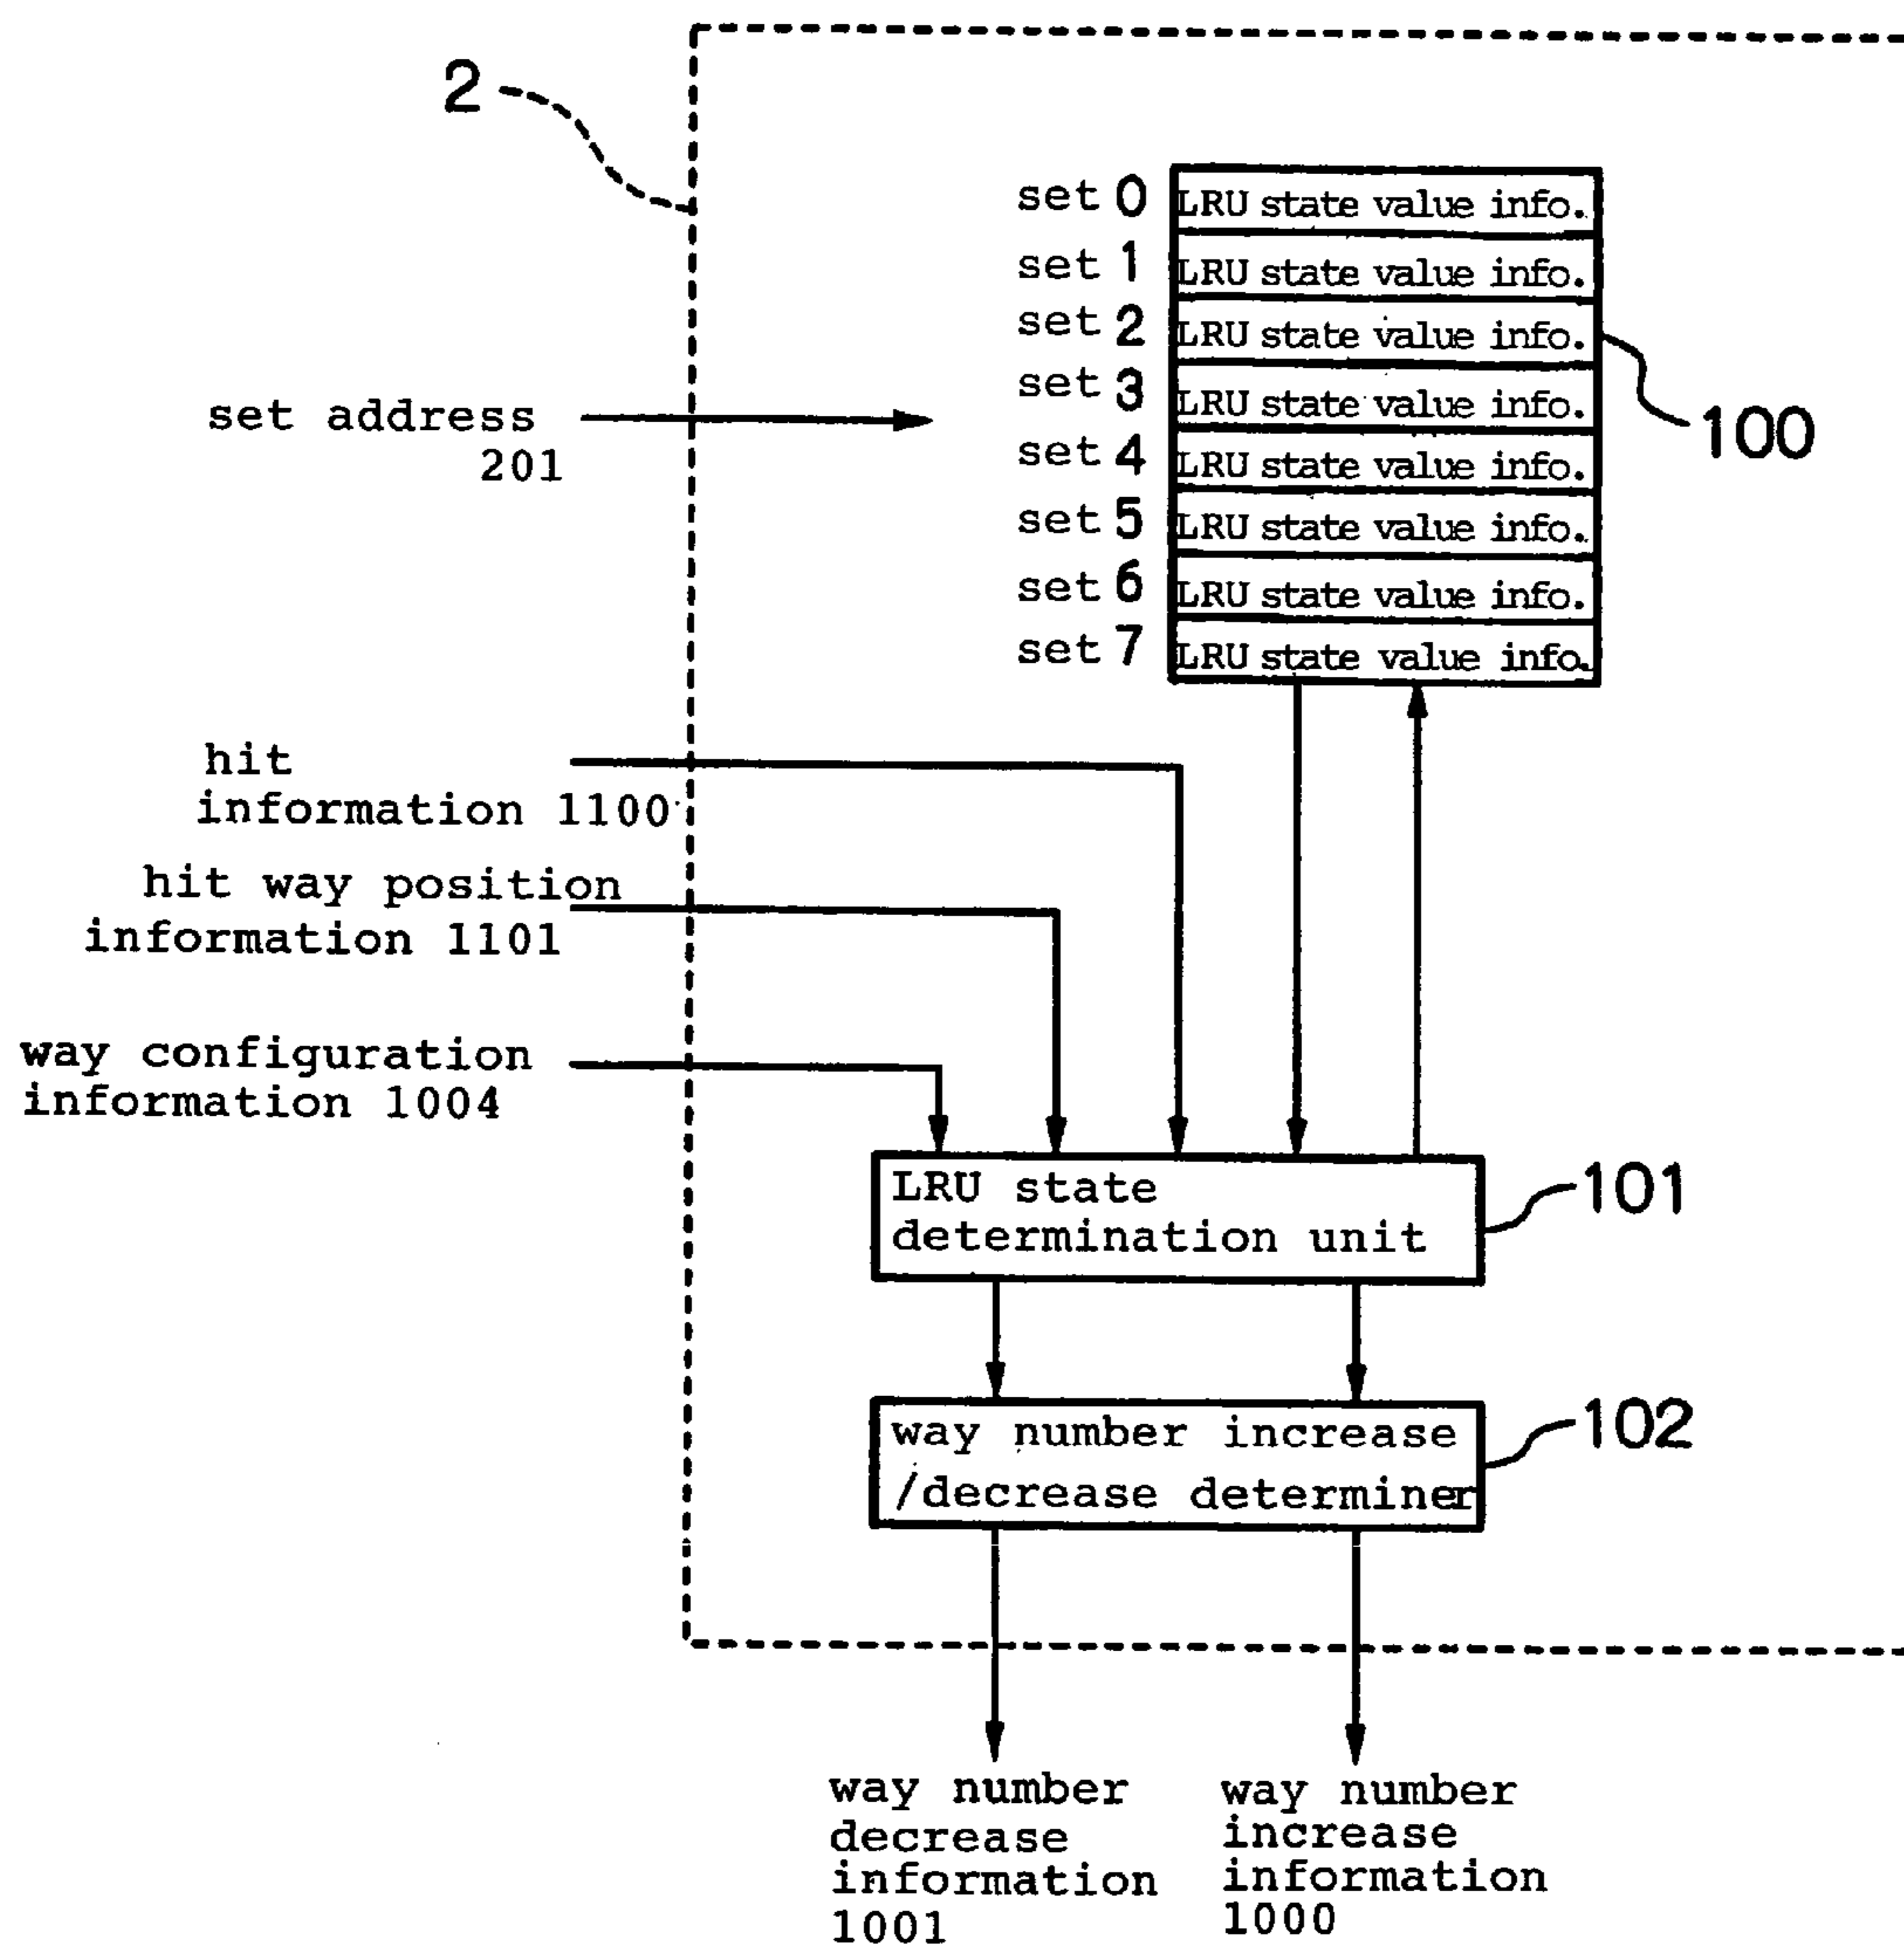 2
set 0 LRU state value info.
set 1 LRU state value info.
set 2 LRU state value info.
set 3 LRU state value info.
set 4 LRU state value info.
set 5 LRU state value info.
set 6 LRU state value info.
set 7 LRU state value info.
100
set address
201
hit
information 1100
hit way position
information 1101
way configuration
information 1004
LRU state
determination unit
101
way number increase
/decrease determiner
102
way number
decrease
information
1001
way number
increase
information
1000